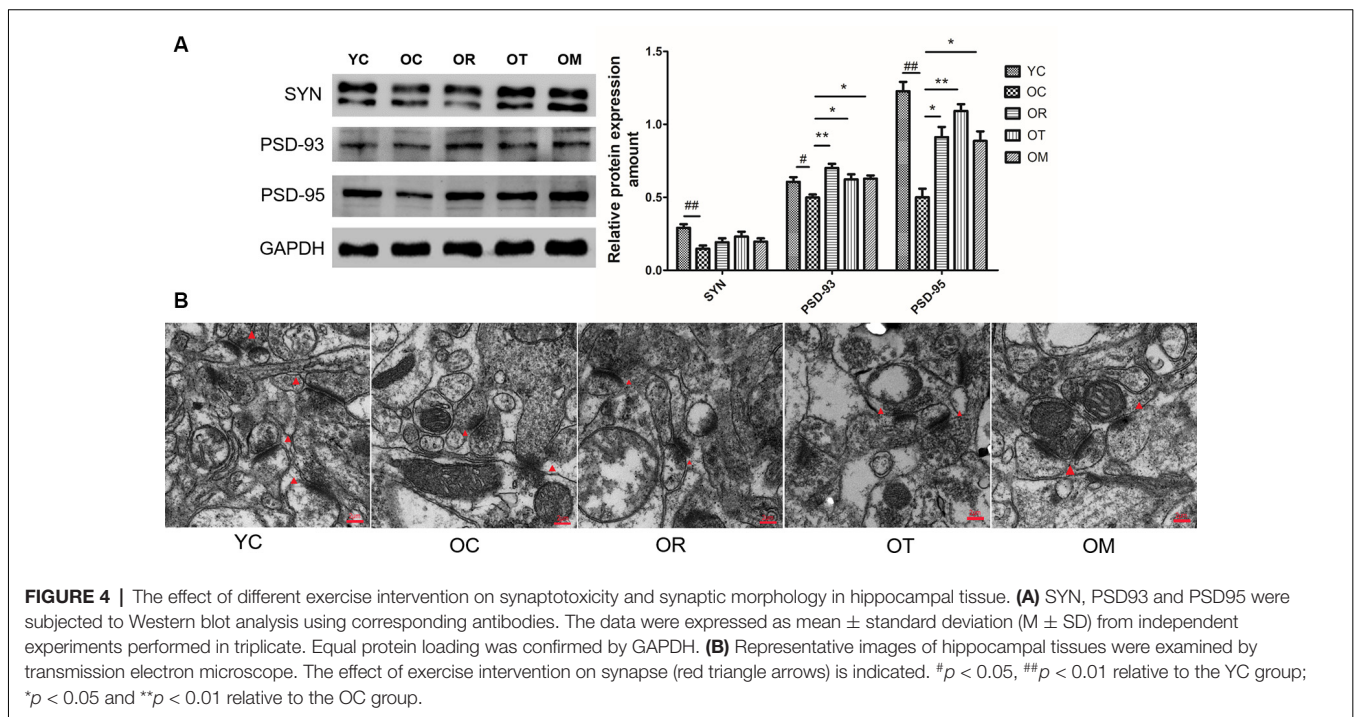 A
YC OC OR OT OM
SYN
PSD-93
PSD-95
GAPDH
Relative protein expression
amount
1.5
1.0
0.5
0.0
##
#
**
*
*
##
*
**
*
SYN
PSD-93
PSD-95
YC
OC
OR
OT
OM
B
YC OC OR OT OM
FIGURE 4 | The effect of different exercise intervention on synaptotoxicity and synaptic morphology in hippocampal tissue. (A) SYN, PSD93 and PSD95 were
subjected to Western blot analysis using corresponding antibodies. The data were expressed as mean ± standard deviation (M ± SD) from independent
experiments performed in triplicate. Equal protein loading was confirmed by GAPDH. (B) Representative images of hippocampal tissues were examined by
transmission electron microscope. The effect of exercise intervention on synapse (red triangle arrows) is indicated. #p < 0.05, ##p < 0.01 relative to the YC group;
*p < 0.05 and **p < 0.01 relative to the OC group.